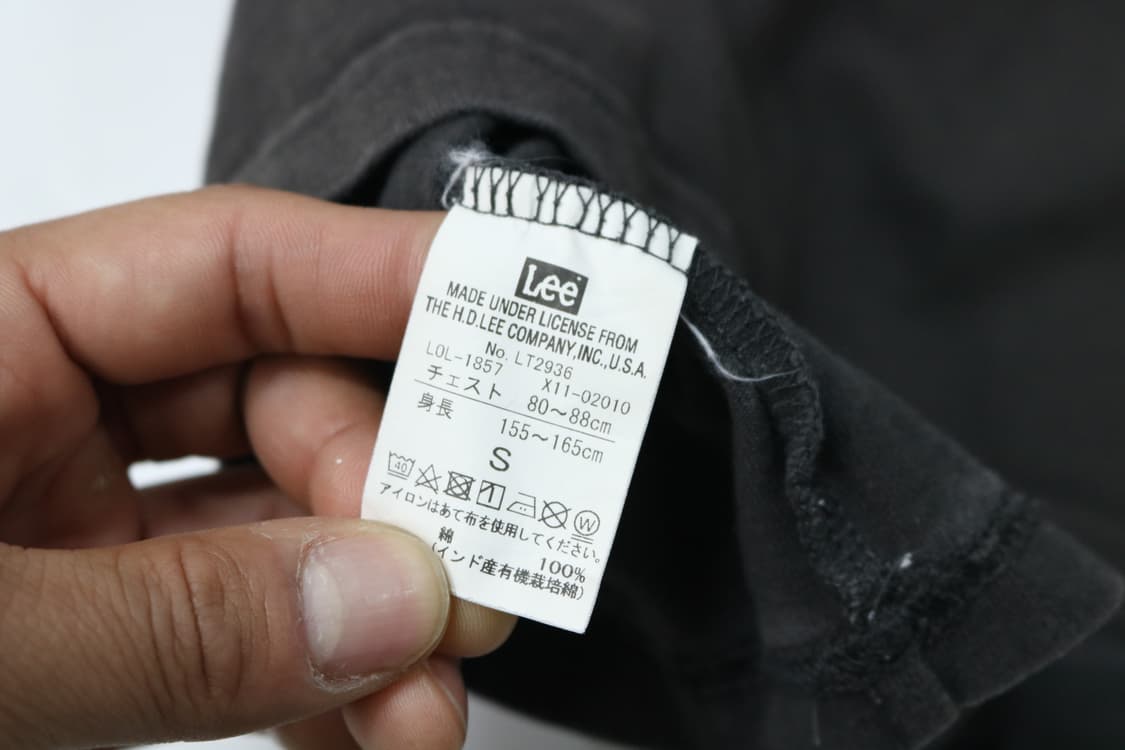 Lee
MADE UNDER LICENSE FROM
THE H.D.LEE COMPANY,INC.,U.S.A.
No. LT2936
LOL-1857 X11-02010
チェスト 80～88cm
身長 155～165cm
S
40 W
アイロンはあて布を使用してください。
綿 100%
(インド産有機栽培綿)